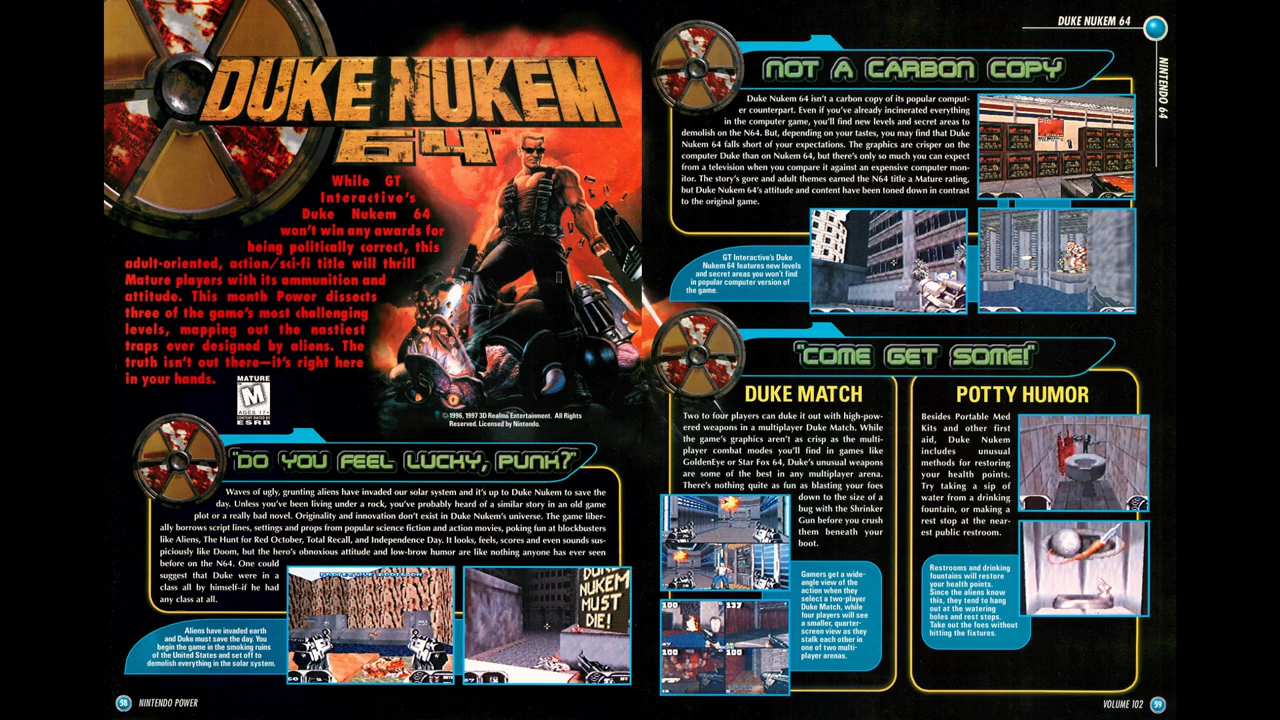 DUKE NUKEM
64™
While GT
Interactive's
Duke Nukem 64
won't win any awards for
being politically correct, this
adult-oriented, action/sci-fi title will thrill
Mature players with its ammunition and
attitude. This month Power dissects
three of the game's most challenging
levels, mapping out the nastiest
traps ever designed by aliens. The
truth isn't out there—it's right here
in your hands.
MATURE
M
AGES 17+
CONTENT RATED BY
ESRB
© 1996, 1997 3D Realms Entertainment. All Rights
Reserved. Licensed by Nintendo.
"DO YOU FEEL LUCKY, PUNK?"
Waves of ugly, grunting aliens have invaded our solar system and it's up to Duke Nukem to save the
day. Unless you've been living under a rock, you've probably heard of a similar story in an old game
plot or a really bad novel. Originality and innovation don't exist in Duke Nukem's universe. The game liber-
ally borrows script lines, settings and props from popular science fiction and action movies, poking fun at blockbusters
like Aliens, The Hunt for Red October, Total Recall, and Independence Day. It looks, feels, scores and even sounds sus-
piciously like Doom, but the hero's obnoxious attitude and low-brow humor are like nothing anyone has ever seen
before on the N64. One could
suggest that Duke were in a
class all by himself–if he had
any class at all.
Aliens have invaded earth
and Duke must save the day. You
begin the game in the smoking ruins
of the United States and set off to
demolish everything in the solar system.
DUKE
NUKEM
MUST
DIE!
58 NINTENDO POWER
DUKE NUKEM 64
NINTENDO 64
NOT A CARBON COPY
Duke Nukem 64 isn't a carbon copy of its popular comput-
er counterpart. Even if you've already incinerated everything
in the computer game, you'll find new levels and secret areas to
demolish on the N64. But, depending on your tastes, you may find that Duke
Nukem 64 falls short of your expectations. The graphics are crisper on the
computer Duke than on Nukem 64, but there's only so much you can expect
from a television when you compare it against an expensive computer mon-
itor. The story's gore and adult themes earned the N64 title a Mature rating,
but Duke Nukem 64's attitude and content have been toned down in contrast
to the original game.
GT Interactive's Duke
Nukem 64 features new levels
and secret areas you won't find
in popular computer version of
the game.
"COME GET SOME!"
DUKE MATCH
Two to four players can duke it out with high-pow-
ered weapons in a multiplayer Duke Match. While
the game's graphics aren't as crisp as the multi-
player combat modes you'll find in games like
GoldenEye or Star Fox 64, Duke's unusual weapons
are some of the best in any multiplayer arena.
There's nothing quite as fun as blasting your foes
down to the size of a
bug with the Shrinker
Gun before you crush
them beneath your
boot.
Gamers get a wide-
angle view of the
action when they
select a two-player
Duke Match, while
four players will see
a smaller, quarter-
screen view as they
stalk each other in
one of two multi-
player arenas.
100 137
100 100
POTTY HUMOR
Besides Portable Med
Kits and other first
aid, Duke Nukem
includes unusual
methods for restoring
your health points.
Try taking a sip of
water from a drinking
fountain, or making a
rest stop at the near-
est public restroom.
Restrooms and drinking
fountains will restore
your health points.
Since the aliens know
this, they tend to hang
out at the watering
holes and rest stops.
Take out the foes without
hitting the fixtures.
VOLUME 102 59